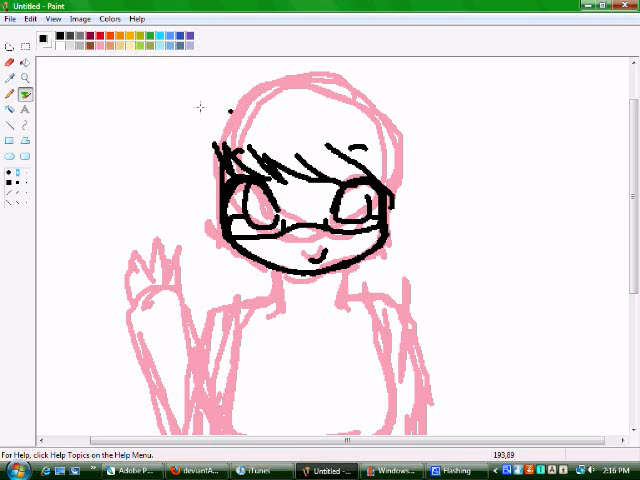 Untitled - Paint
File Edit View Image Colors Help
For Help, click Help Topics on the Help Menu. 193,89
Adobe P... deviantA... iTunes Untitled -... Windows... Flashing 2:16 PM